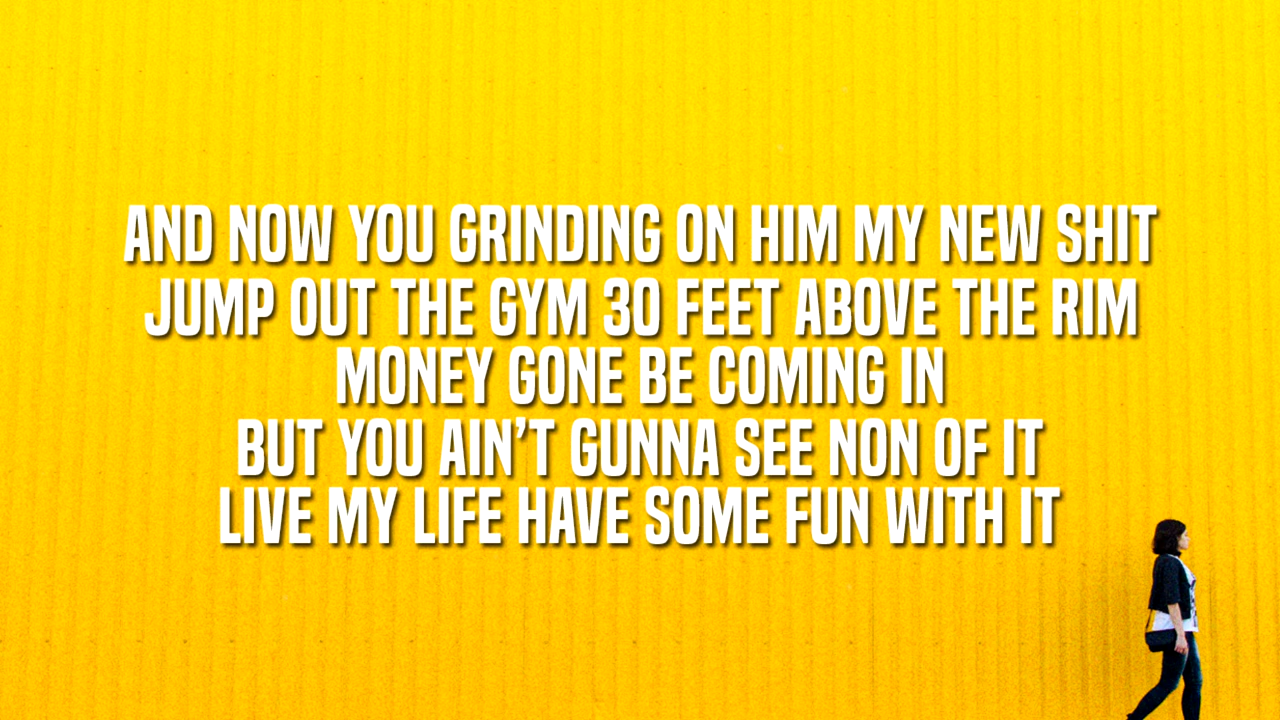 AND NOW YOU GRINDING ON HIM MY NEW SHIT
JUMP OUT THE GYM 30 FEET ABOVE THE RIM
MONEY GONE BE COMING IN
BUT YOU AIN'T GUNNA SEE NON OF IT
LIVE MY LIFE HAVE SOME FUN WITH IT